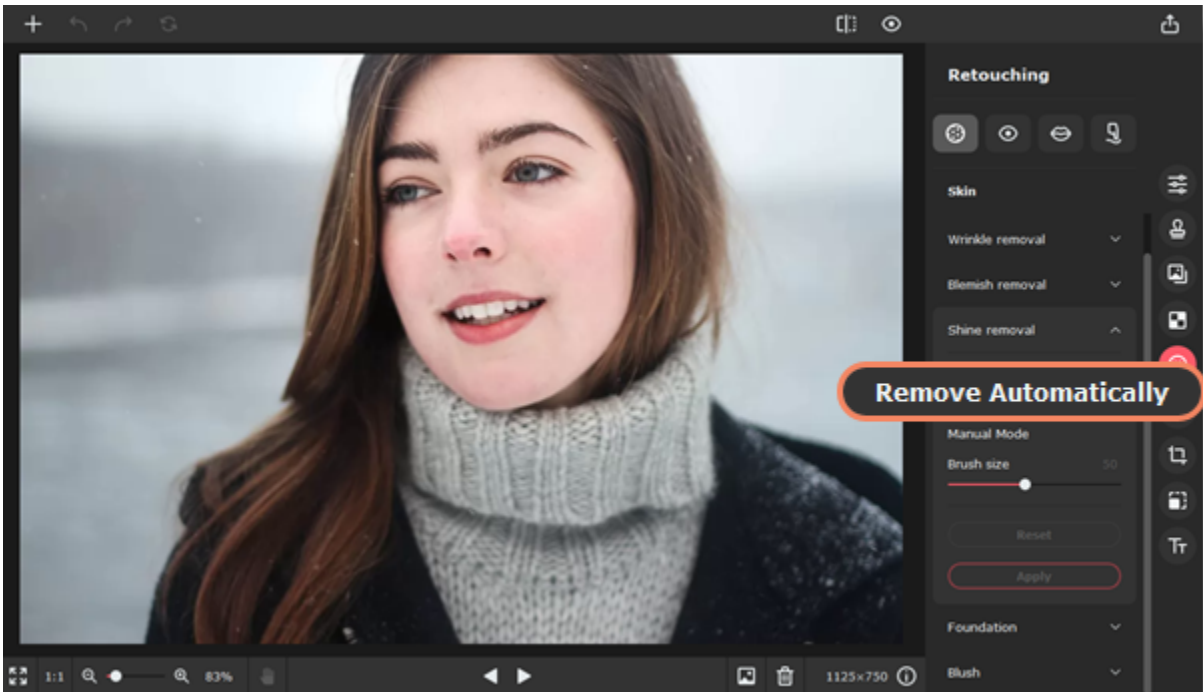 Retouching
Skin
Wrinkle removal
Blemish removal
Shine removal
Remove Automatically
Manual Mode
Brush size 50
Reset
Apply
Foundation
Blush
Tт
1:1 83% 1125×750